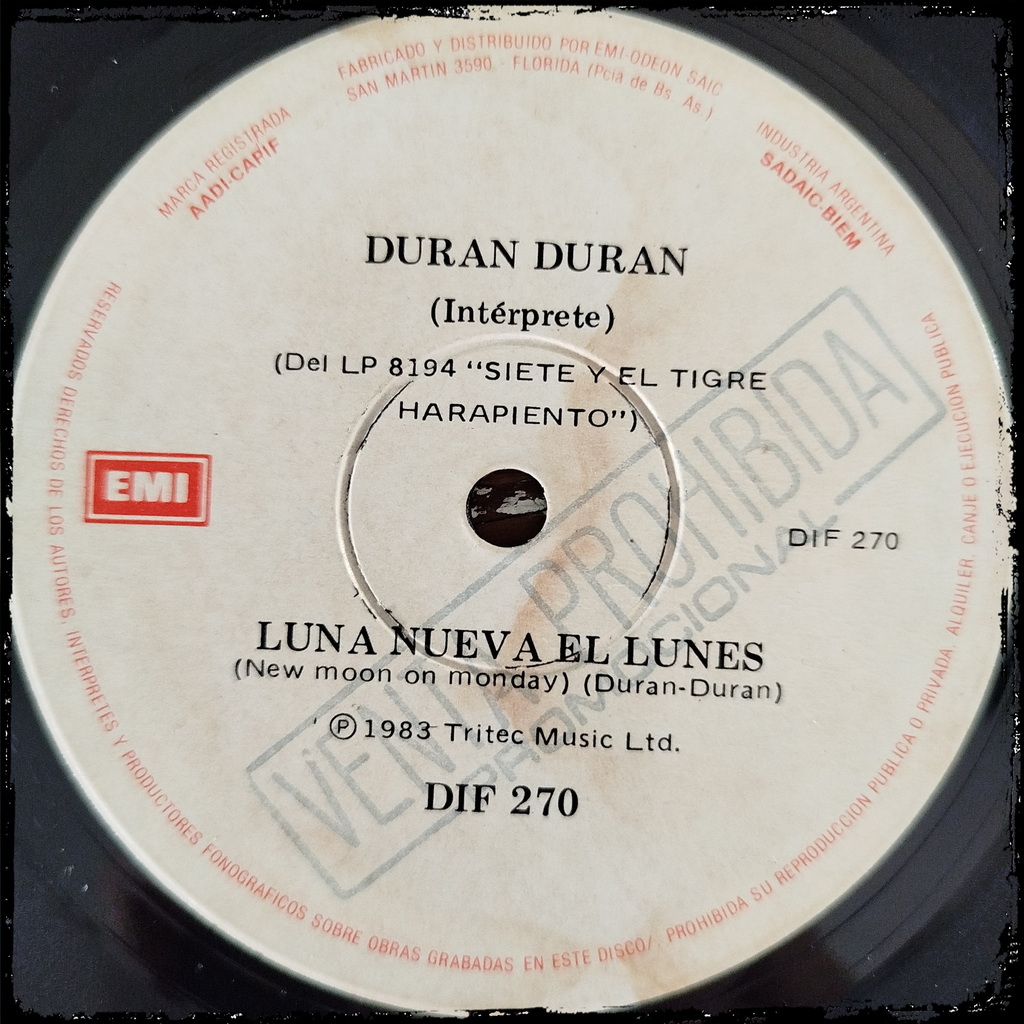 FABRICADO Y DISTRIBUIDO POR EMI-ODEON SAIC
SAN MARTIN 3590 - FLORIDA (Pcia de Bs. As.)
MARCA REGISTRADA
AADI-CAPIF
INDUSTRIA ARGENTINA
SADAIC-BIEM
DURAN DURAN
(Intérprete)
(Del LP 8194 “SIETE Y EL TIGRE
HARAPIENTO”)
EMI
DIF 270
VENTA PROHIBIDA
PROMOCIONAL
LUNA NUEVA EL LUNES
(New moon on monday) (Duran-Duran)
℗ 1983 Tritec Music Ltd.
DIF 270
RESERVADOS DERECHOS DE LOS AUTORES, INTERPRETES Y PRODUCTORES FONOGRAFICOS SOBRE OBRAS GRABADAS EN ESTE DISCO/. PROHIBIDA SU REPRODUCCION PUBLICA O PRIVADA, ALQUILER, CANJE O EJECUCION PUBLICA